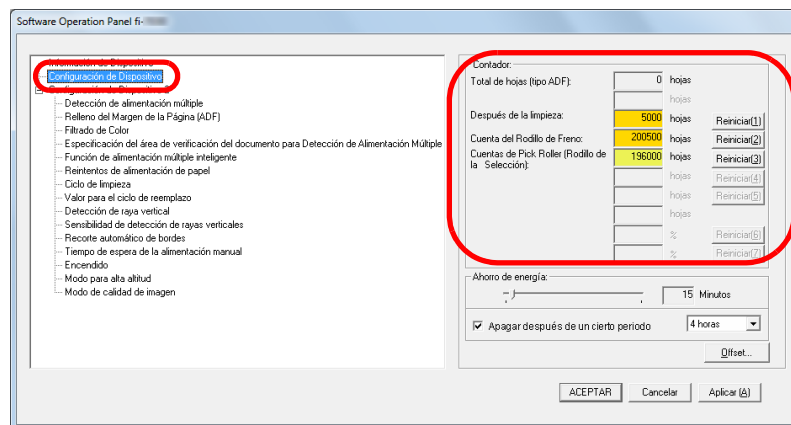 Software Operation Panel fi-
Información de Dispositivo
Configuración de Dispositivo
Configuración de Dispositivo 2
Detección de alimentación múltiple
Relleno del Margen de la Página (ADF)
Filtrado de Color
Especificación del área de verificación del documento para Detección de Alimentación Múltiple
Función de alimentación múltiple inteligente
Reintentos de alimentación de papel
Ciclo de limpieza
Valor para el ciclo de reemplazo
Detección de raya vertical
Sensibilidad de detección de rayas verticales
Recorte automático de bordes
Tiempo de espera de la alimentación manual
Encendido
Modo para alta altitud
Modo de calidad de imagen
Contador:
Total de hojas (tipo ADF): 0 hojas
hojas
Después de la limpieza: 5000 hojas Reiniciar(1)
Cuenta del Rodillo de Freno: 200500 hojas Reiniciar(2)
Cuentas de Pick Roller (Rodillo de la Selección): 196000 hojas Reiniciar(3)
hojas Reiniciar(4)
hojas Reiniciar(5)
hojas
% Reiniciar(6)
% Reiniciar(7)
Ahorro de energía:
15 Minutos
Apagar después de un cierto periodo 4 horas
Offset...
ACEPTAR Cancelar Aplicar (A)